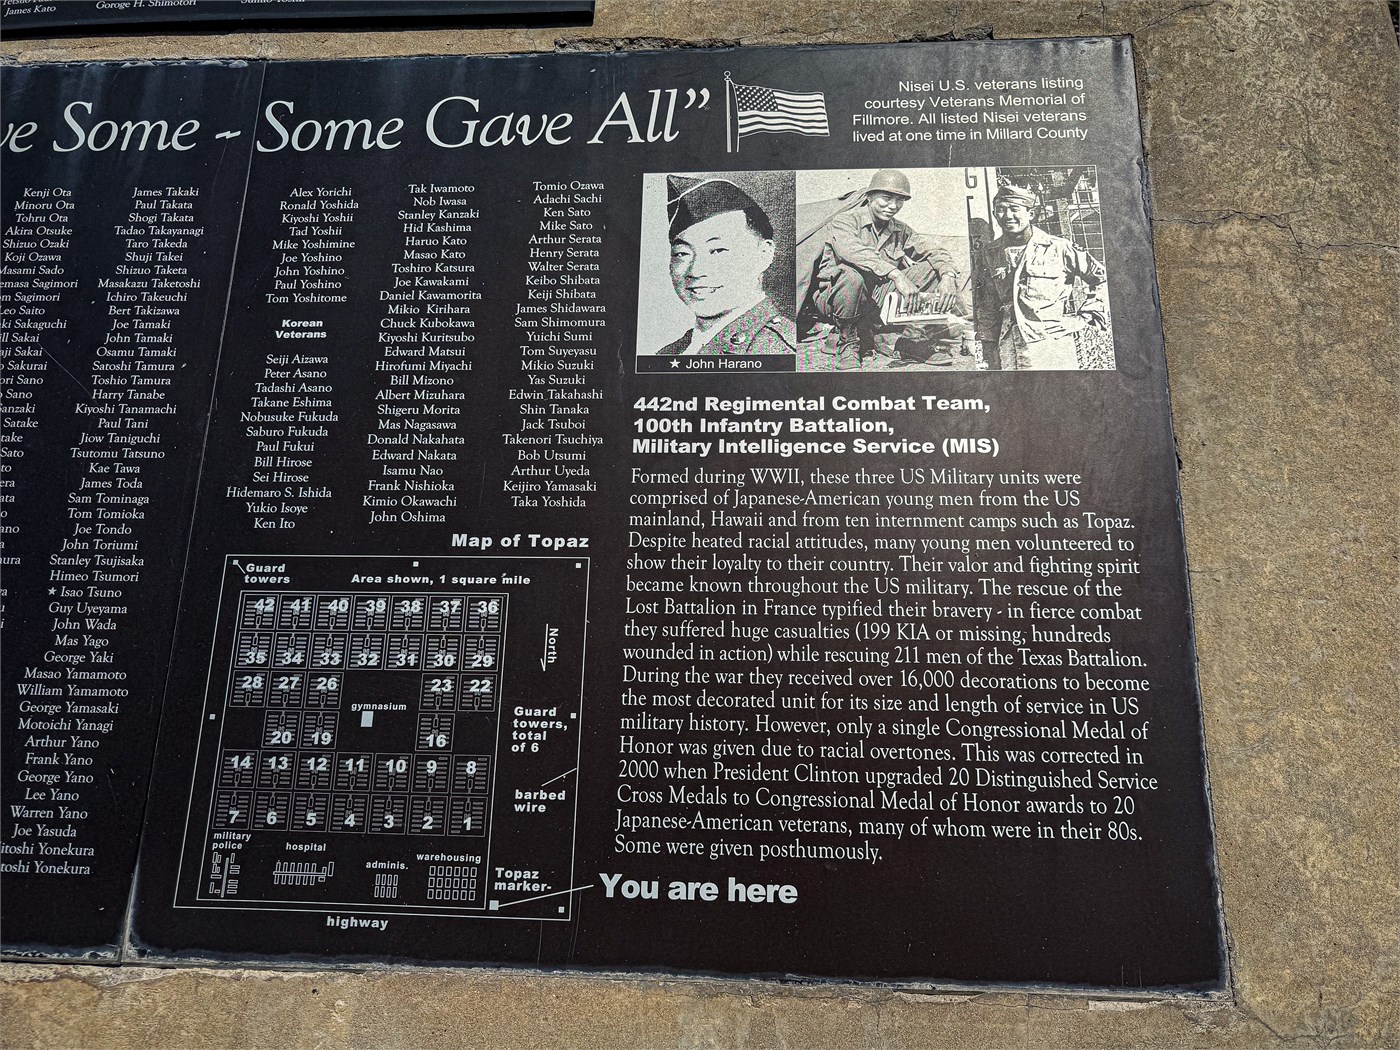 James Kato
Goroge H. Shimotori
ve Some - Some Gave All”
Nisei U.S. veterans listing
courtesy Veterans Memorial of
Fillmore. All listed Nisei veterans
lived at one time in Millard County
Sakaguchi
Sakai
Sakai
Sakurai
Sano
Sano
Satake
Sato
Kenji Ota
Minoru Ota
Tohru Ota
Akira Otsuke
Shizuo Ozaki
Koji Ozawa
Masami Sado
Sagimori
Sagimori
Leo Saito
James Takaki
Paul Takata
Shogi Takata
Tadao Takayanagi
Taro Takeda
Shuji Takei
Shizuo Taketa
Masakazu Taketoshi
Ichiro Takeuchi
Bert Takizawa
Joe Tamaki
John Tamaki
Osamu Tamaki
Satoshi Tamura
Toshio Tamura
Harry Tanabe
Kiyoshi Tanamachi
Paul Tani
Jiow Taniguchi
Tsutomu Tatsuno
Kae Tawa
James Toda
Sam Tominaga
Tom Tomioka
Joe Tondo
John Toriumi
Stanley Tsujisaka
Himeo Tsumori
★ Isao Tsuno
Guy Uyeyama
John Wada
Mas Yago
George Yaki
Masao Yamamoto
William Yamamoto
George Yamasaki
Motoichi Yanagi
Arthur Yano
Frank Yano
George Yano
Lee Yano
Warren Yano
Joe Yasuda
Yonekura
Yonekura
Alex Yorichi
Ronald Yoshida
Kiyoshi Yoshii
Tad Yoshii
Mike Yoshimine
Joe Yoshino
John Yoshino
Paul Yoshino
Tom Yoshitome
Korean
Veterans
Seiji Aizawa
Peter Asano
Tadashi Asano
Takane Eshima
Nobusuke Fukuda
Saburo Fukuda
Paul Fukui
Bill Hirose
Sei Hirose
Hidemaro S. Ishida
Yukio Isoye
Ken Ito
Tak Iwamoto
Nob Iwasa
Stanley Kanzaki
Hid Kashima
Haruo Kato
Masao Kato
Toshiro Katsura
Joe Kawakami
Daniel Kawamorita
Mikio Kirihara
Chuck Kubokawa
Kiyoshi Kuritsubo
Edward Matsui
Hirofumi Miyachi
Bill Mizono
Albert Mizuhara
Shigeru Morita
Mas Nagasawa
Donald Nakahata
Edward Nakata
Isamu Nao
Frank Nishioka
Kimio Okawachi
John Oshima
Tomio Ozawa
Adachi Sachi
Ken Sato
Mike Sato
Arthur Serata
Henry Serata
Walter Serata
Keibo Shibata
Keiji Shibata
James Shidawara
Sam Shimomura
Yuichi Sumi
Tom Suyeyasu
Mikio Suzuki
Yas Suzuki
Edwin Takahashi
Shin Tanaka
Jack Tsuboi
Takenori Tsuchiya
Bob Utsumi
Arthur Uyeda
Keijiro Yamasaki
Taka Yoshida
★ John Harano
442nd Regimental Combat Team,
100th Infantry Battalion,
Military Intelligence Service (MIS)
Formed during WWII, these three US Military units were
comprised of Japanese-American young men from the US
mainland, Hawaii and from ten internment camps such as Topaz.
Despite heated racial attitudes, many young men volunteered to
show their loyalty to their country. Their valor and fighting spirit
became known throughout the US military. The rescue of the
Lost Battalion in France typified their bravery - in fierce combat
they suffered huge casualties (199 KIA or missing, hundreds
wounded in action) while rescuing 211 men of the Texas Battalion.
During the war they received over 16,000 decorations to become
the most decorated unit for its size and length of service in US
military history. However, only a single Congressional Medal of
Honor was given due to racial overtones. This was corrected in
2000 when President Clinton upgraded 20 Distinguished Service
Cross Medals to Congressional Medal of Honor awards to 20
Japanese-American veterans, many of whom were in their 80s.
Some were given posthumously.
Map of Topaz
Guard
towers
Area shown, 1 square mile
42 41 40 39 38 37 36
35 34 33 32 31 30 29
28 27 26 23 22
gymnasium
20 19 16
14 13 12 11 10 9 8
7 6 5 4 3 2 1
North
Guard
towers,
total
of 6
barbed
wire
military
police
hospital
adminis.
warehousing
Topaz
marker-
You are here
highway